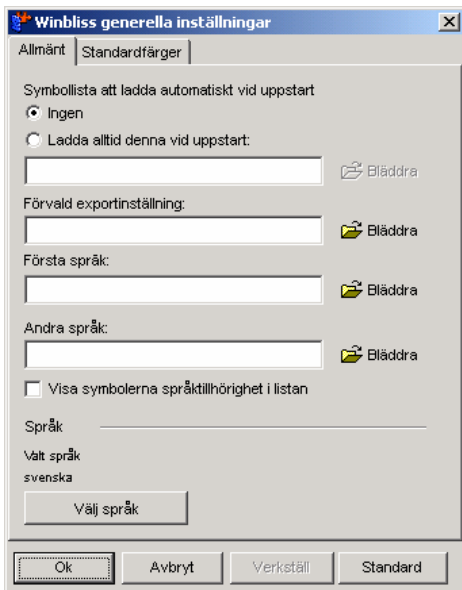 Winbliss generella inställningar
Allmänt Standardfärger
Symbollista att ladda automatiskt vid uppstart
Ingen
Ladda alltid denna vid uppstart:
Bläddra
Förvald exportinställning:
Bläddra
Första språk:
Bläddra
Andra språk:
Bläddra
Visa symbolerna språktillhörighet i listan
Språk
Valt språk
svenska
Välj språk
Ok Avbryt Verkställ Standard